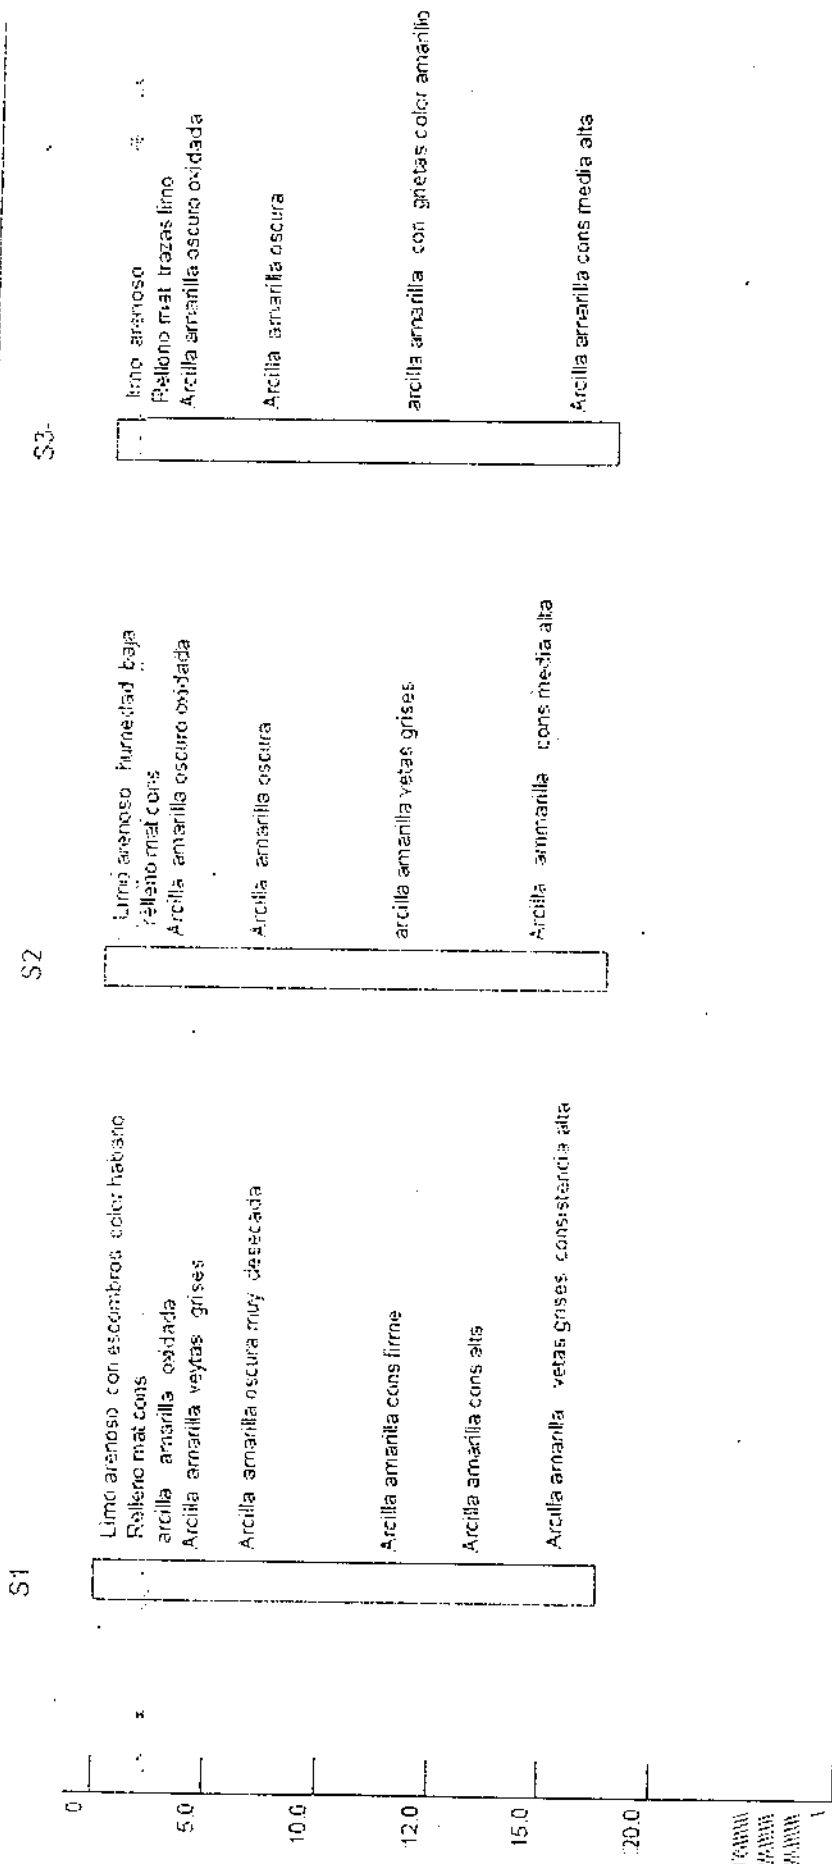 S1
Limo arenoso con escombros color habano
Relleno mat cons
arcilla amarilla oxidada
Arcilla amarilla veytas grises
Arcilla amarilla oscura muy desecada
Arcilla amarilla cons firme
Arcilla amarilla cons alta
Arcilla amarilla vetas grises consistencia alta
S2
Limo arenoso humedad baja
relleno mat cons
Arcilla amarilla oscuro oxidada
Arcilla amarilla oscura
arcilla amarilla vetas grises
Arcilla ammarilla cons media alta
S3-
limo arenoso
Rellono mat trazas limo
Arcilla amarilla oscuro oxidada
Arcilla amarilla oscura
arcilla amarilla con grietas color amarillo
Arcilla amarilla cons media alta
0
5.0
10.0
12.0
15.0
20.0